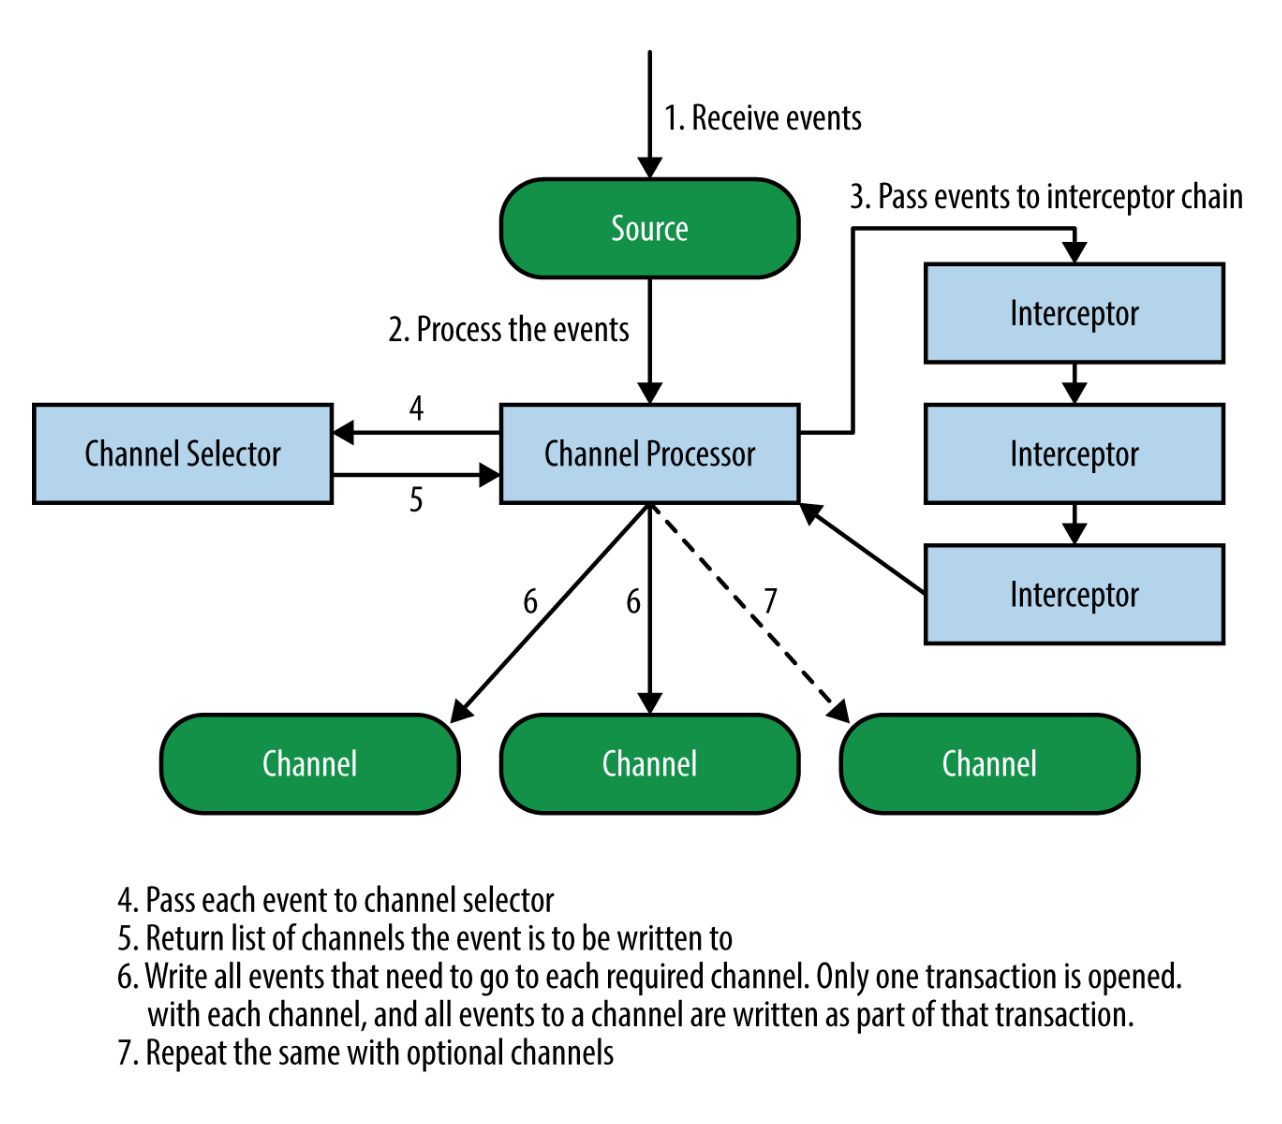 1. Receive events
3. Pass events to interceptor chain
Source
Interceptor
2. Process the events
4
Channel Selector
Channel Processor
Interceptor
5
6
6
7
Interceptor
Channel
Channel
Channel
4. Pass each event to channel selector
5. Return list of channels the event is to be written to
6. Write all events that need to go to each required channel. Only one transaction is opened.
with each channel, and all events to a channel are written as part of that transaction.
7. Repeat the same with optional channels